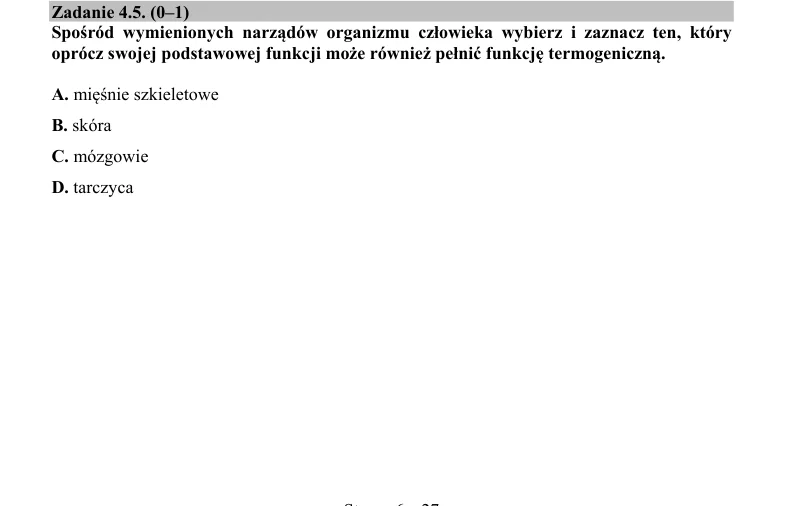 Zadanie 4.5. (0–1)
Spośród wymienionych narządów organizmu człowieka wybierz i zaznacz ten, który
oprócz swojej podstawowej funkcji może również pełnić funkcję termogeniczną.
A. mięśnie szkieletowe
B. skóra
C. mózgowie
D. tarczyca